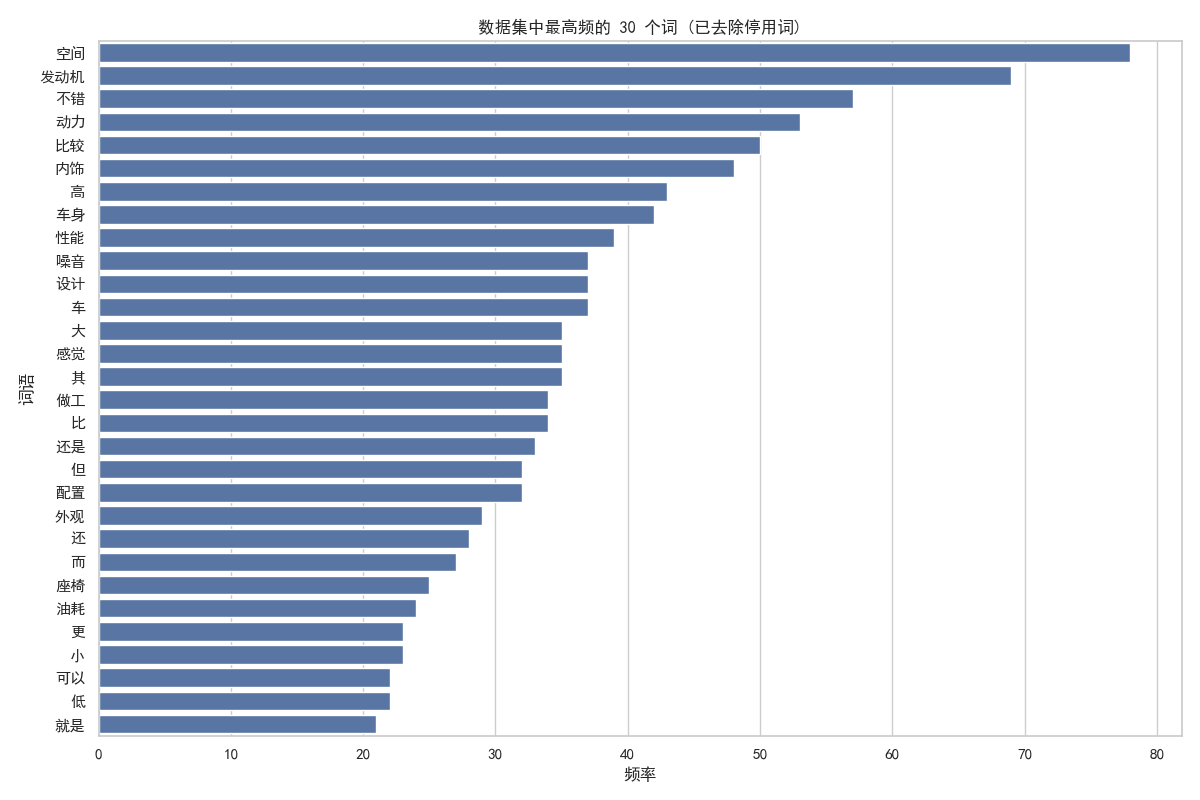 数据集中最高频的 30 个词 (已去除停用词)
空间
发动机
不错
动力
比较
内饰
高
车身
性能
噪音
设计
车
大
感觉
其
做工
比
还是
但
配置
外观
还
而
座椅
油耗
更
小
可以
低
就是
词语
0 10 20 30 40 50 60 70 80
频率